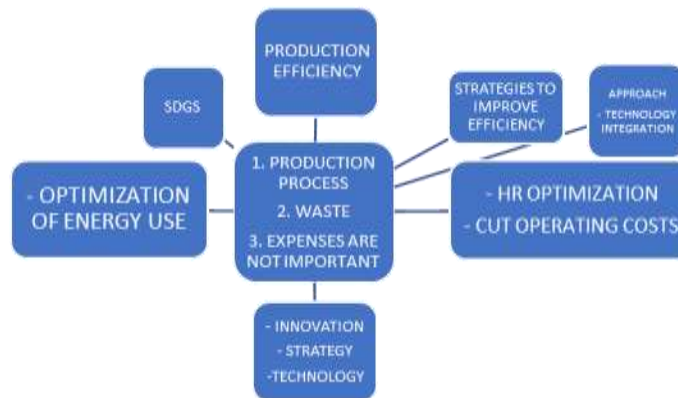 PRODUCTION
EFFICIENCY
SDGS
STRATEGIES TO
IMPROVE
EFFICIENCY
APPROACH
- TECHNOLOGY
INTEGRATION
1. PRODUCTION
PROCESS
2. WASTE
3. EXPENSES ARE
NOT IMPORTANT
- OPTIMIZATION
OF ENERGY USE
- HR OPTIMIZATION
- CUT OPERATING COSTS
- INNOVATION
- STRATEGY
-TECHNOLOGY